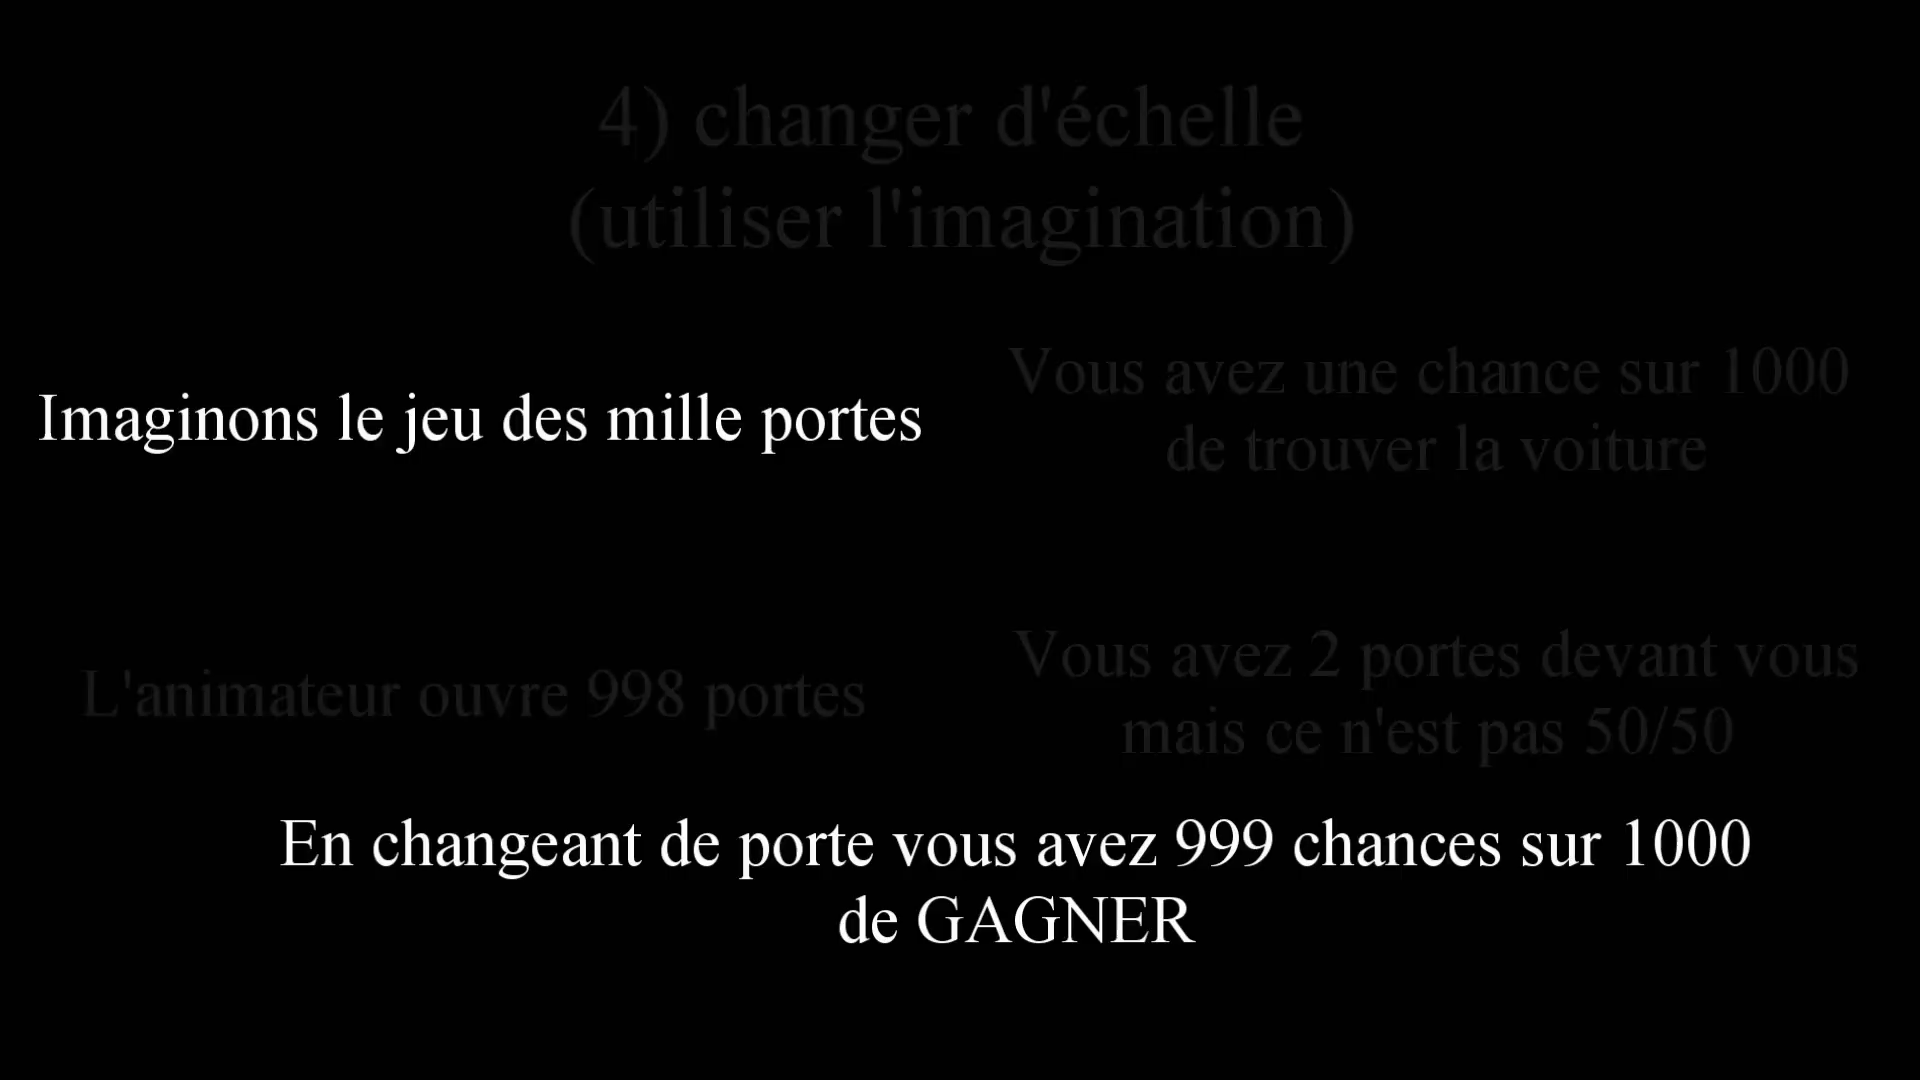 4) changer d'échelle
(utiliser l'imagination)
Imaginons le jeu des mille portes
Vous avez une chance sur 1000
de trouver la voiture
L'animateur ouvre 998 portes
Vous avez 2 portes devant vous
mais ce n'est pas 50/50
En changeant de porte vous avez 999 chances sur 1000
de GAGNER